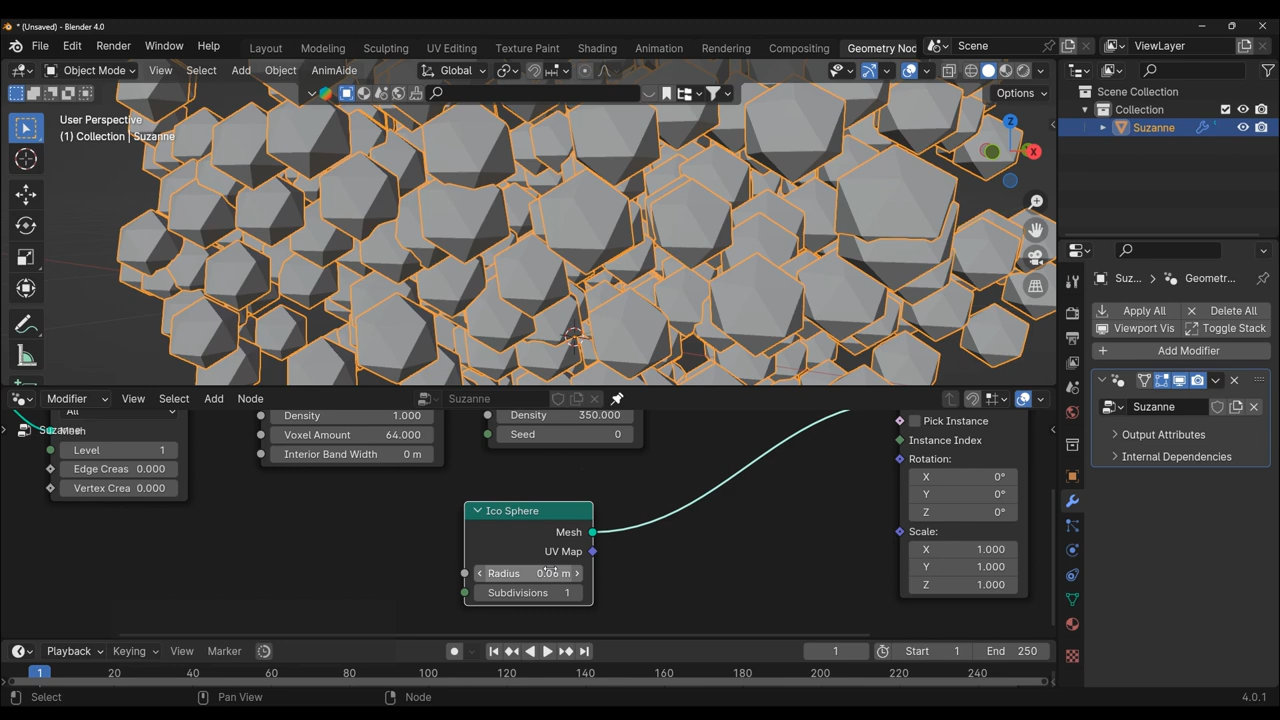 * (Unsaved) - Blender 4.0
File Edit Render Window Help Layout Modeling Sculpting UV Editing Texture Paint Shading Animation Rendering Compositing Geometry Nod Scene ViewLayer
Object Mode View Select Add Object AnimAide Global
Options
User Perspective
(1) Collection | Suzanne
Z
X
Scene Collection
Collection
Suzanne
Suz... > Geometr...
Apply All Delete All
Viewport Vis Toggle Stack
Add Modifier
Suzanne
Output Attributes
Internal Dependencies
Modifier View Select Add Node Suzanne
All
Suzanne
Mesh
Level 1
Edge Creas 0.000
Vertex Crea 0.000
Density 1.000
Voxel Amount 64.000
Interior Band Width 0 m
Density 350.000
Seed 0
Ico Sphere
Mesh
UV Map
Radius 0.06 m
Subdivisions 1
Pick Instance
Instance Index
Rotation:
X 0°
Y 0°
Z 0°
Scale:
X 1.000
Y 1.000
Z 1.000
Playback Keying View Marker 1 Start 1 End 250
1 20 40 60 80 100 120 140 160 180 200 220 240
Select Pan View Node 4.0.1